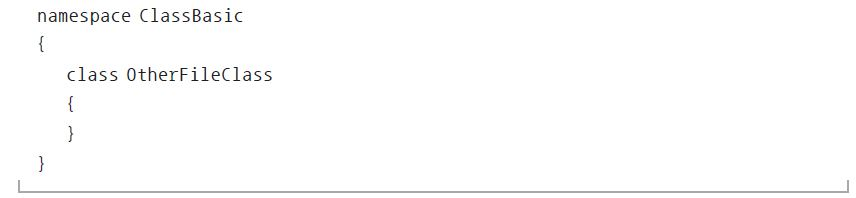 namespace ClassBasic
{
class OtherFileClass
{
}
}